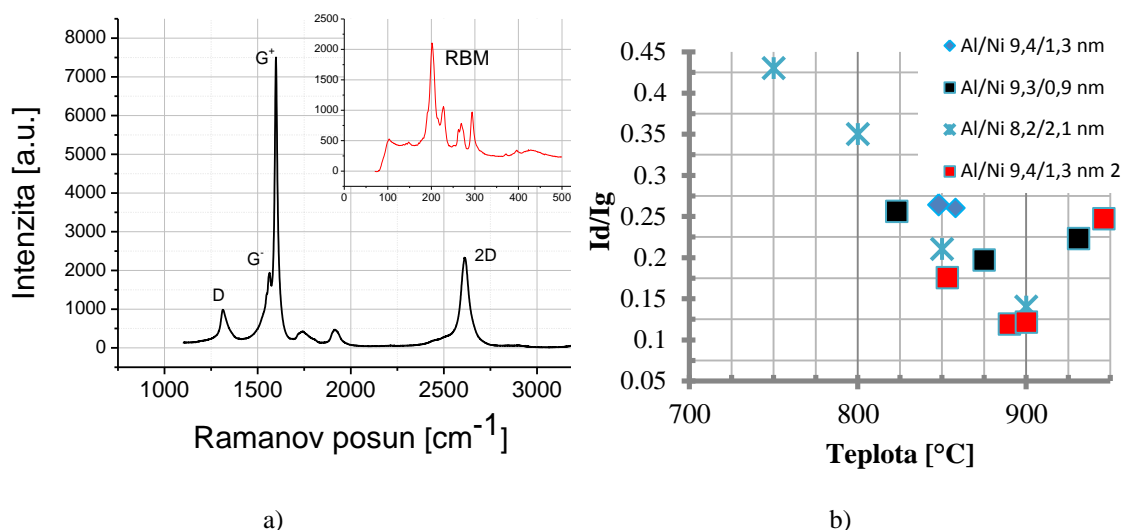 8000
7000
6000
5000
4000
3000
2000
1000
0
Intenzita [a.u.]
1000 1500 2000 2500 3000
Ramanov posun [cm⁻¹]
D
G⁻
G⁺
2D
2500
2000
1500
1000
500
0
0 100 200 300 400 500
RBM
a)
0.45
0.4
0.35
0.3
0.25
0.2
0.15
0.1
0.05
Id/Ig
700 800 900
Teplota [°C]
Al/Ni 9,4/1,3 nm
Al/Ni 9,3/0,9 nm
Al/Ni 8,2/2,1 nm
Al/Ni 9,4/1,3 nm 2
b)